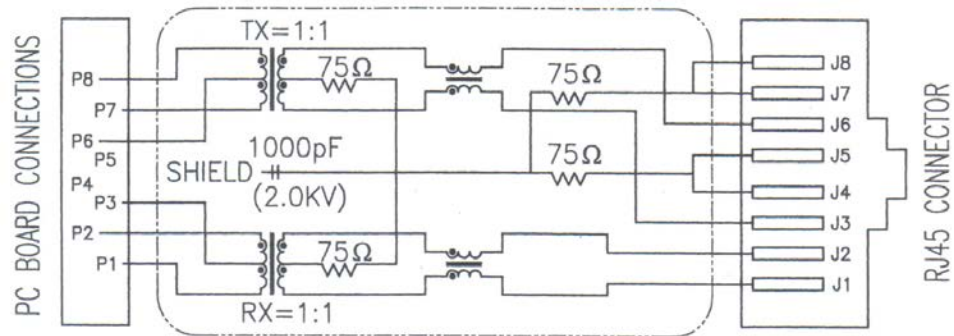 PC BOARD CONNECTIONS
P8
P7
P6
P5
P4
P3
P2
P1
TX=1:1
75Ω
75Ω
SHIELD
1000pF
(2.0KV)
75Ω
75Ω
RX=1:1
J8
J7
J6
J5
J4
J3
J2
J1
RJ45 CONNECTOR